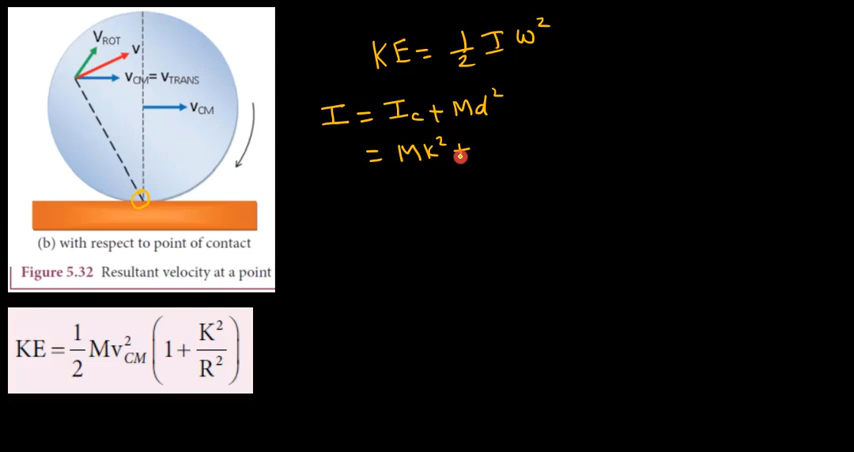 V_ROT
V
V_CM = V_TRANS
V_CM
(b) with respect to point of contact
Figure 5.32 Resultant velocity at a point
KE = 1/2 Mv²_CM (1 + K²/R²)
KE = 1/2 I ω²
I = I_c + Md²
= MK² +